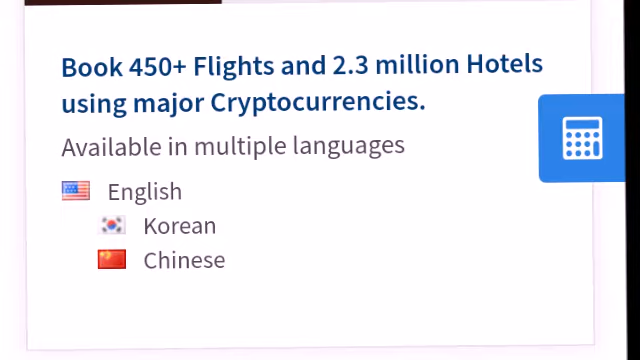 Book 450+ Flights and 2.3 million Hotels
using major Cryptocurrencies.
Available in multiple languages
English
Korean
Chinese